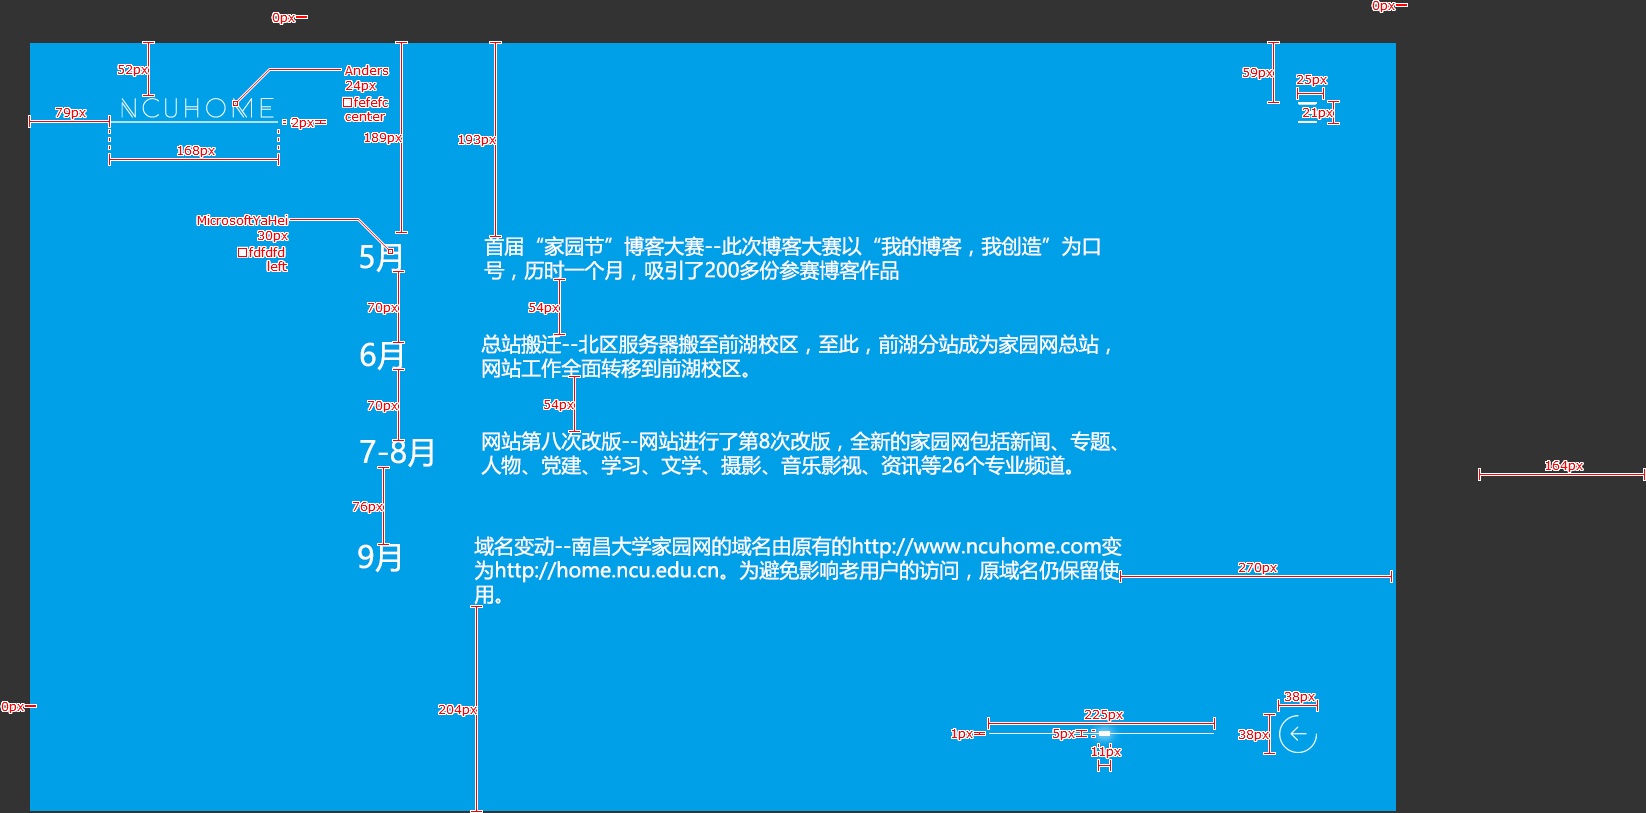 0px
0px
52px
Anders
24px
fefefc
center
59px
25px
NCUHOME
79px
2px
21px
168px
189px
193px
MicrosoftYaHei
30px
fdfdfd
left
5月
首届“家园节”博客大赛--此次博客大赛以“我的博客，我创造”为口
号，历时一个月，吸引了200多份参赛博客作品
70px
54px
6月
总站搬迁--北区服务器搬至前湖校区，至此，前湖分站成为家园网总站，
网站工作全面转移到前湖校区。
70px
54px
7-8月
网站第八次改版--网站进行了第8次改版，全新的家园网包括新闻、专题、
人物、党建、学习、文学、摄影、音乐影视、资讯等26个专业频道。
164px
76px
9月
域名变动--南昌大学家园网的域名由原有的http://www.ncuhome.com变
为http://home.ncu.edu.cn。为避免影响老用户的访问，原域名仍保留使
用。
270px
0px
204px
225px
38px
1px
5px
38px
11px